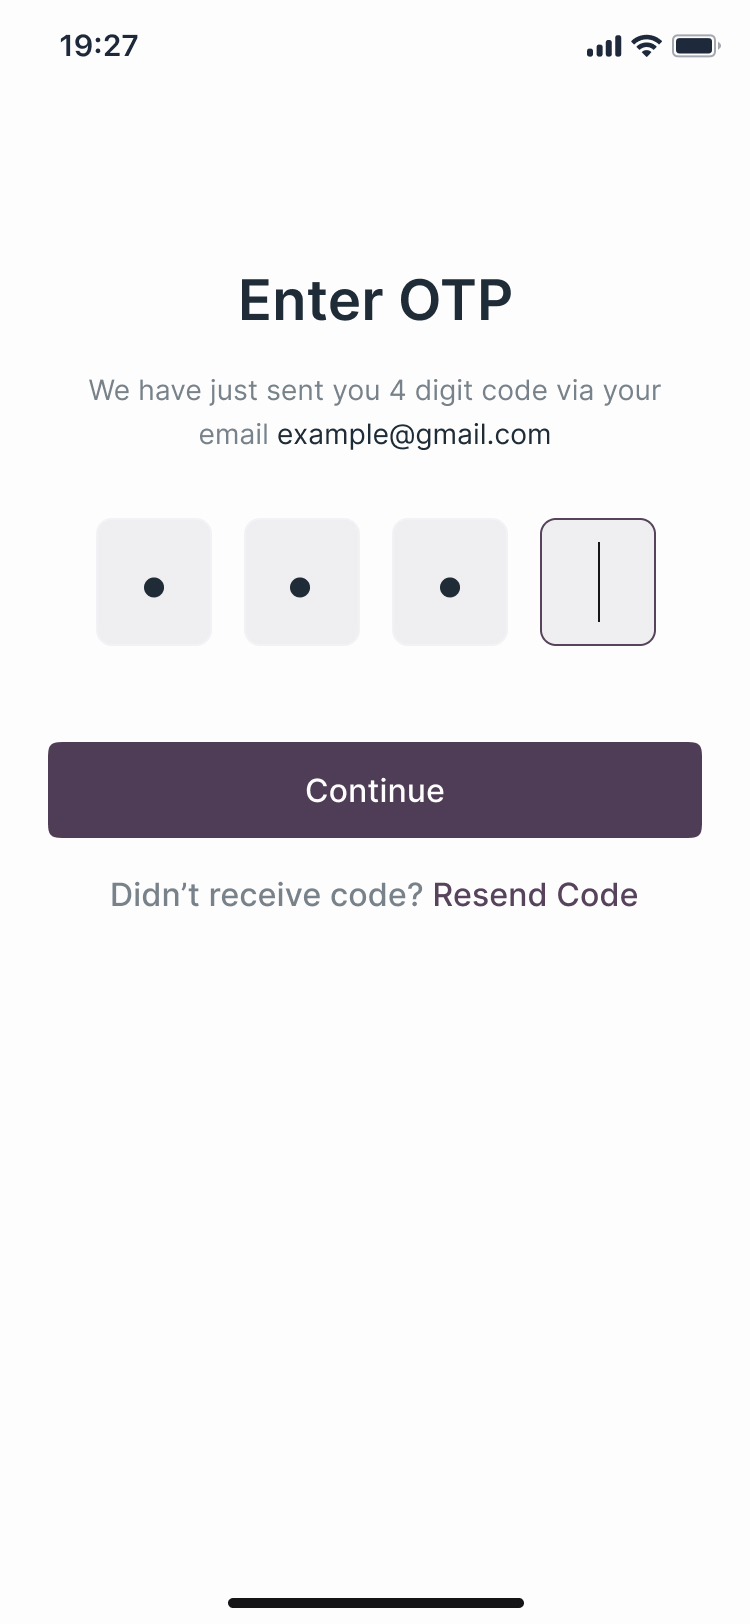 19:27
Enter OTP
We have just sent you 4 digit code via your
email example@gmail.com
Continue
Didn’t receive code? Resend Code